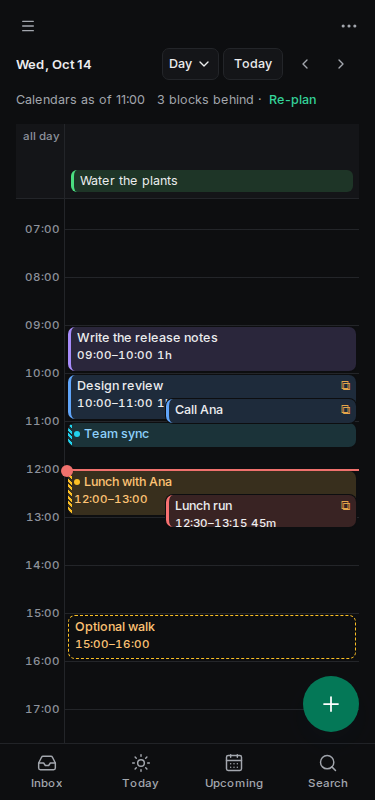 Wed, Oct 14
Day
Today
Calendars as of 11:00 3 blocks behind · Re-plan
all day
Water the plants
07:00
08:00
09:00
Write the release notes
09:00–10:00 1h
10:00
Design review
10:00–11:00
Call Ana
11:00
Team sync
12:00
Lunch with Ana
12:00–13:00
Lunch run
12:30–13:15 45m
13:00
14:00
15:00
Optional walk
15:00–16:00
16:00
17:00
Inbox
Today
Upcoming
Search